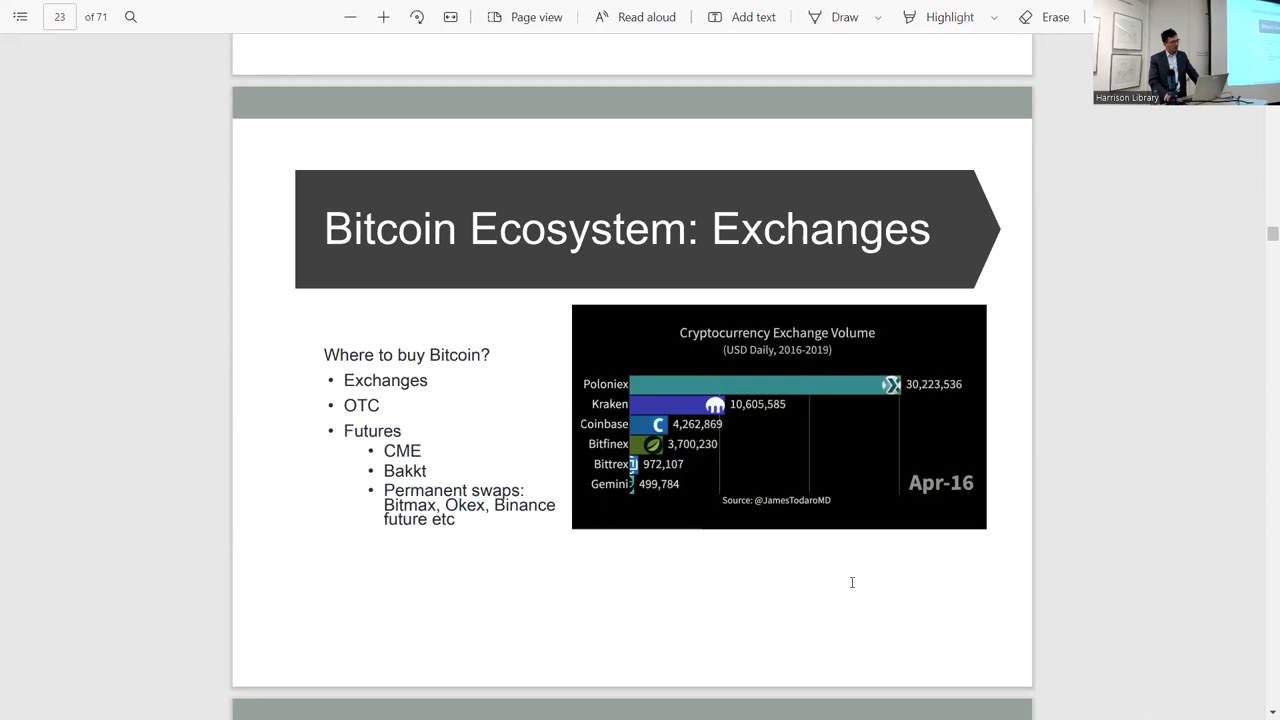 23
of 71
Page view
Read aloud
Add text
Draw
Highlight
Erase
Harrison Library
Bitcoin Ecosystem: Exchanges
Where to buy Bitcoin?
• Exchanges
• OTC
• Futures
• CME
• Bakkt
• Permanent swaps:
Bitmax, Okex, Binance
future etc
Cryptocurrency Exchange Volume
(USD Daily, 2016-2019)
Poloniex 30,223,536
Kraken 10,605,585
Coinbase C 4,262,869
Bitfinex 3,700,230
Bittrex 972,107
Gemini 499,784
Apr-16
Source: @JamesTodaroMD